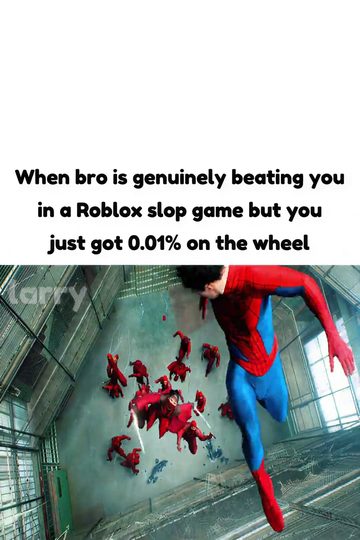 When bro is genuinely beating you
in a Roblox slop game but you
just got 0.01% on the wheel
larry